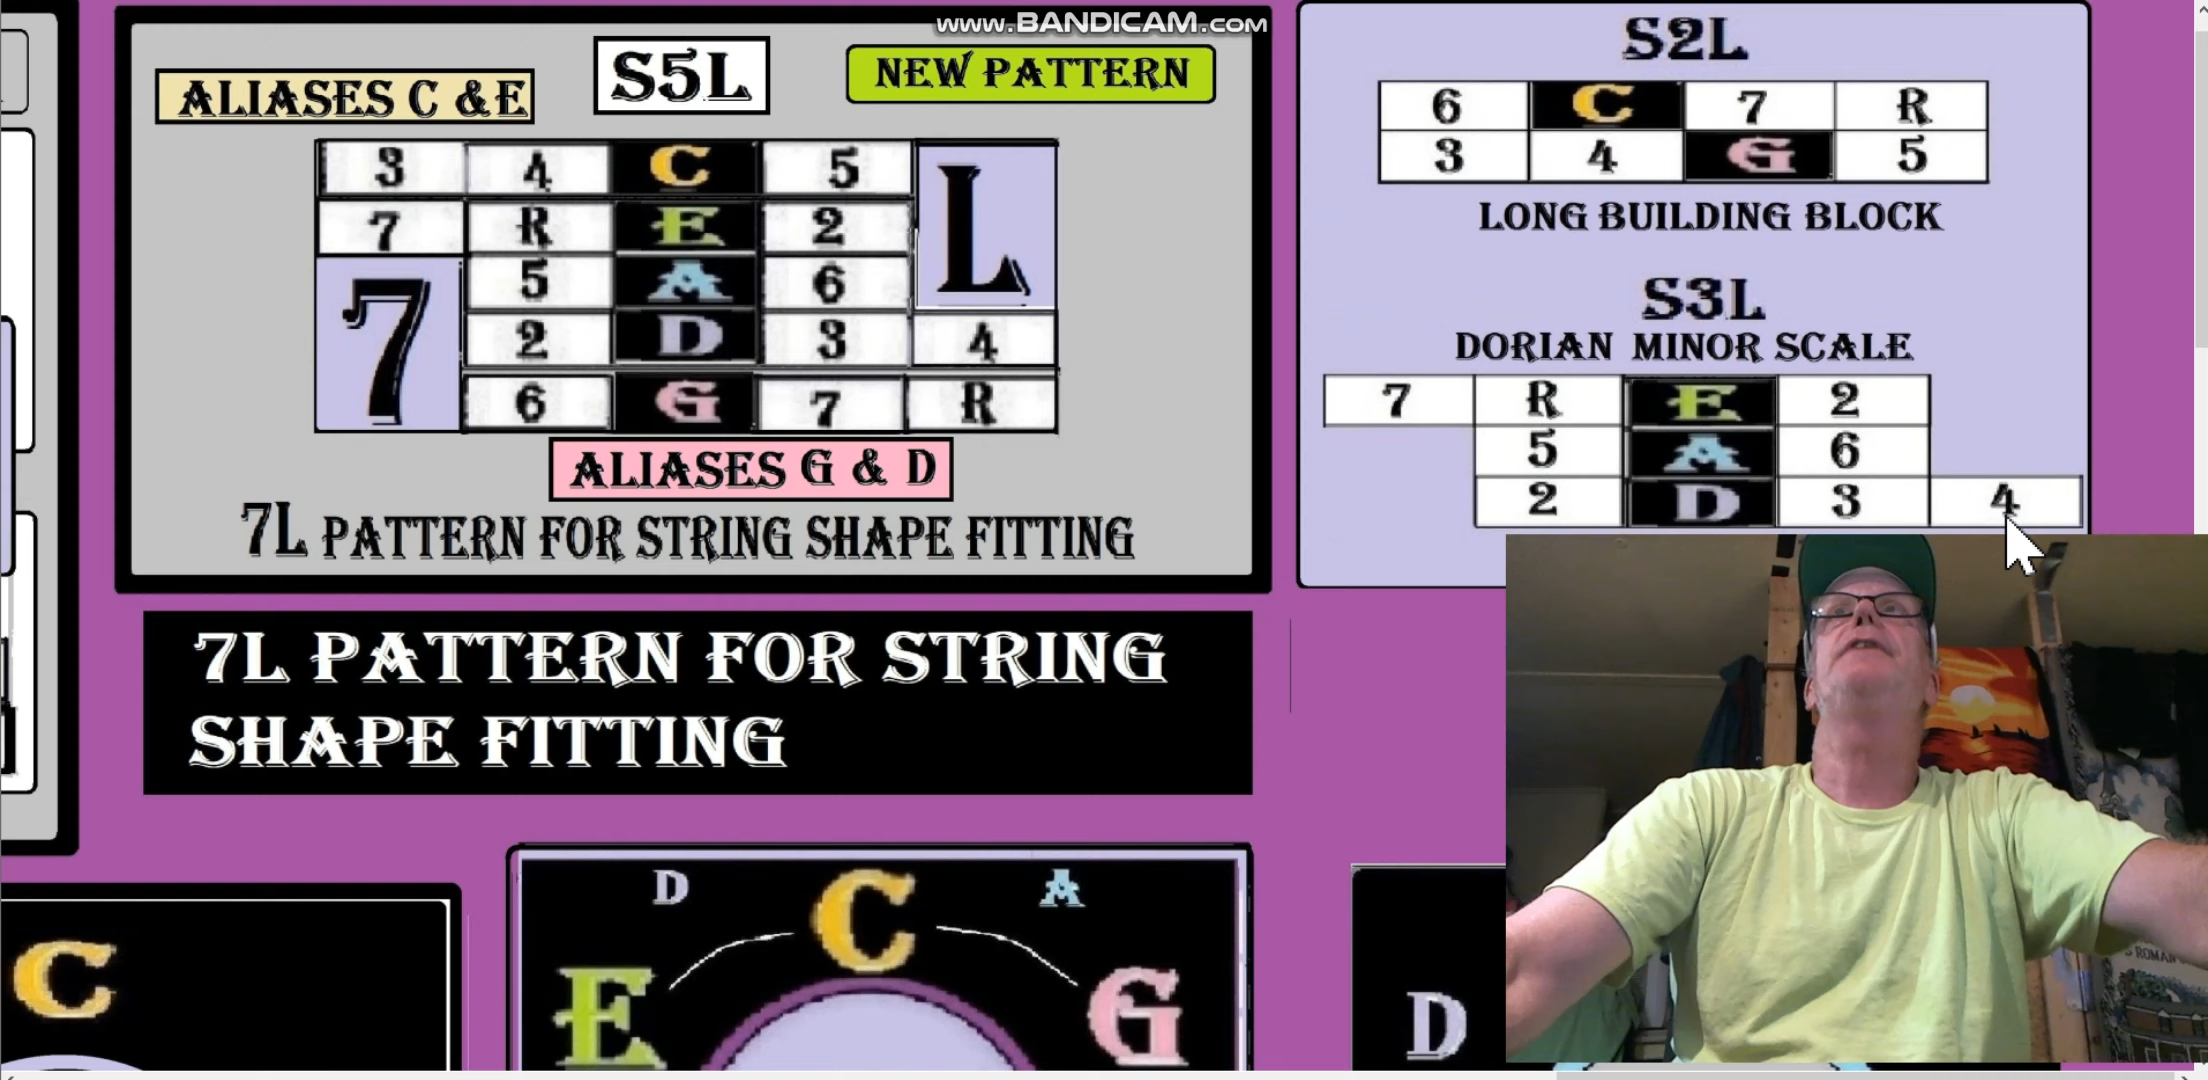 www.BANDICAM.com
ALIASES C & E
S5L
NEW PATTERN
3 4 C 5
L
7 R E 2
7
5 A 6
2 D 3 4
6 G 7 R
ALIASES G & D
7L PATTERN FOR STRING SHAPE FITTING
S2L
6 C 7 R
3 4 G 5
LONG BUILDING BLOCK
S3L
DORIAN MINOR SCALE
7 R E 2
5 A 6
2 D 3 4
7L PATTERN FOR STRING
SHAPE FITTING
C
D C A
E G
D